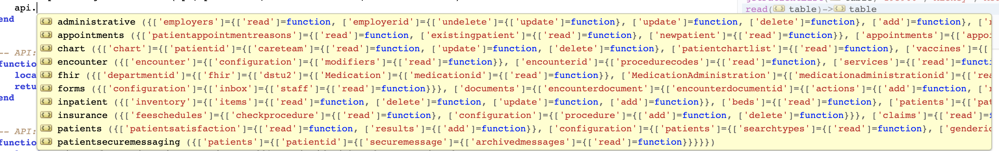 api.
read( table)-> table
end
administrative ({['employers']={['read']=function, ['employerid']={['undelete']={['update']=function}, ['update']=function, ['delete']=function}, ['add']=function}, ['r
appointments ({['patientappointmentreasons']={['read']=function, ['existingpatient']={['read']=function}, ['newpatient']={['read']=function}}, ['appointments']={['appoi
-- API:
chart ({['chart']={['patientid']={['careteam']={['read']=function, ['update']=function, ['delete']=function}, ['patientchartlist']={['read']=function}, ['vaccines']={[
functio
encounter ({['encounter']={['configuration']={['modifiers']={['read']=function}}, ['encounterid']={['procedurecodes']={['read']=function}, ['services']={['read']=functi
loca
fhir ({['departmentid']={['fhir']={['dstu2']={['Medication']={['medicationid']={['read']=function}}, ['MedicationAdministration']={['medicationadministrationid']={['rea
retu
forms ({['configuration']={['inbox']={['staff']={['read']=function}}}, ['documents']={['encounterdocument']={['encounterdocumentid']={['actions']={['add']=function, ['r
end
inpatient ({['inventory']={['items']={['read']=function, ['delete']=function, ['update']=function, ['add']=function}}, ['beds']={['read']=function}, ['patients']={['pat
insurance ({['feeschedules']={['checkprocedure']={['read']=function}, ['configuration']={['procedure']={['add']=function, ['delete']=function}}}, ['claims']={['read']=f
-- API:
patients ({['patientsatisfaction']={['read']=function, ['results']={['add']=function}}, ['configuration']={['patients']={['searchtypes']={['read']=function}, ['genderid
functio
patientsecuremessaging ({['patients']={['patientid']={['securemessage']={['archivedmessages']={['read']=function}}}}})